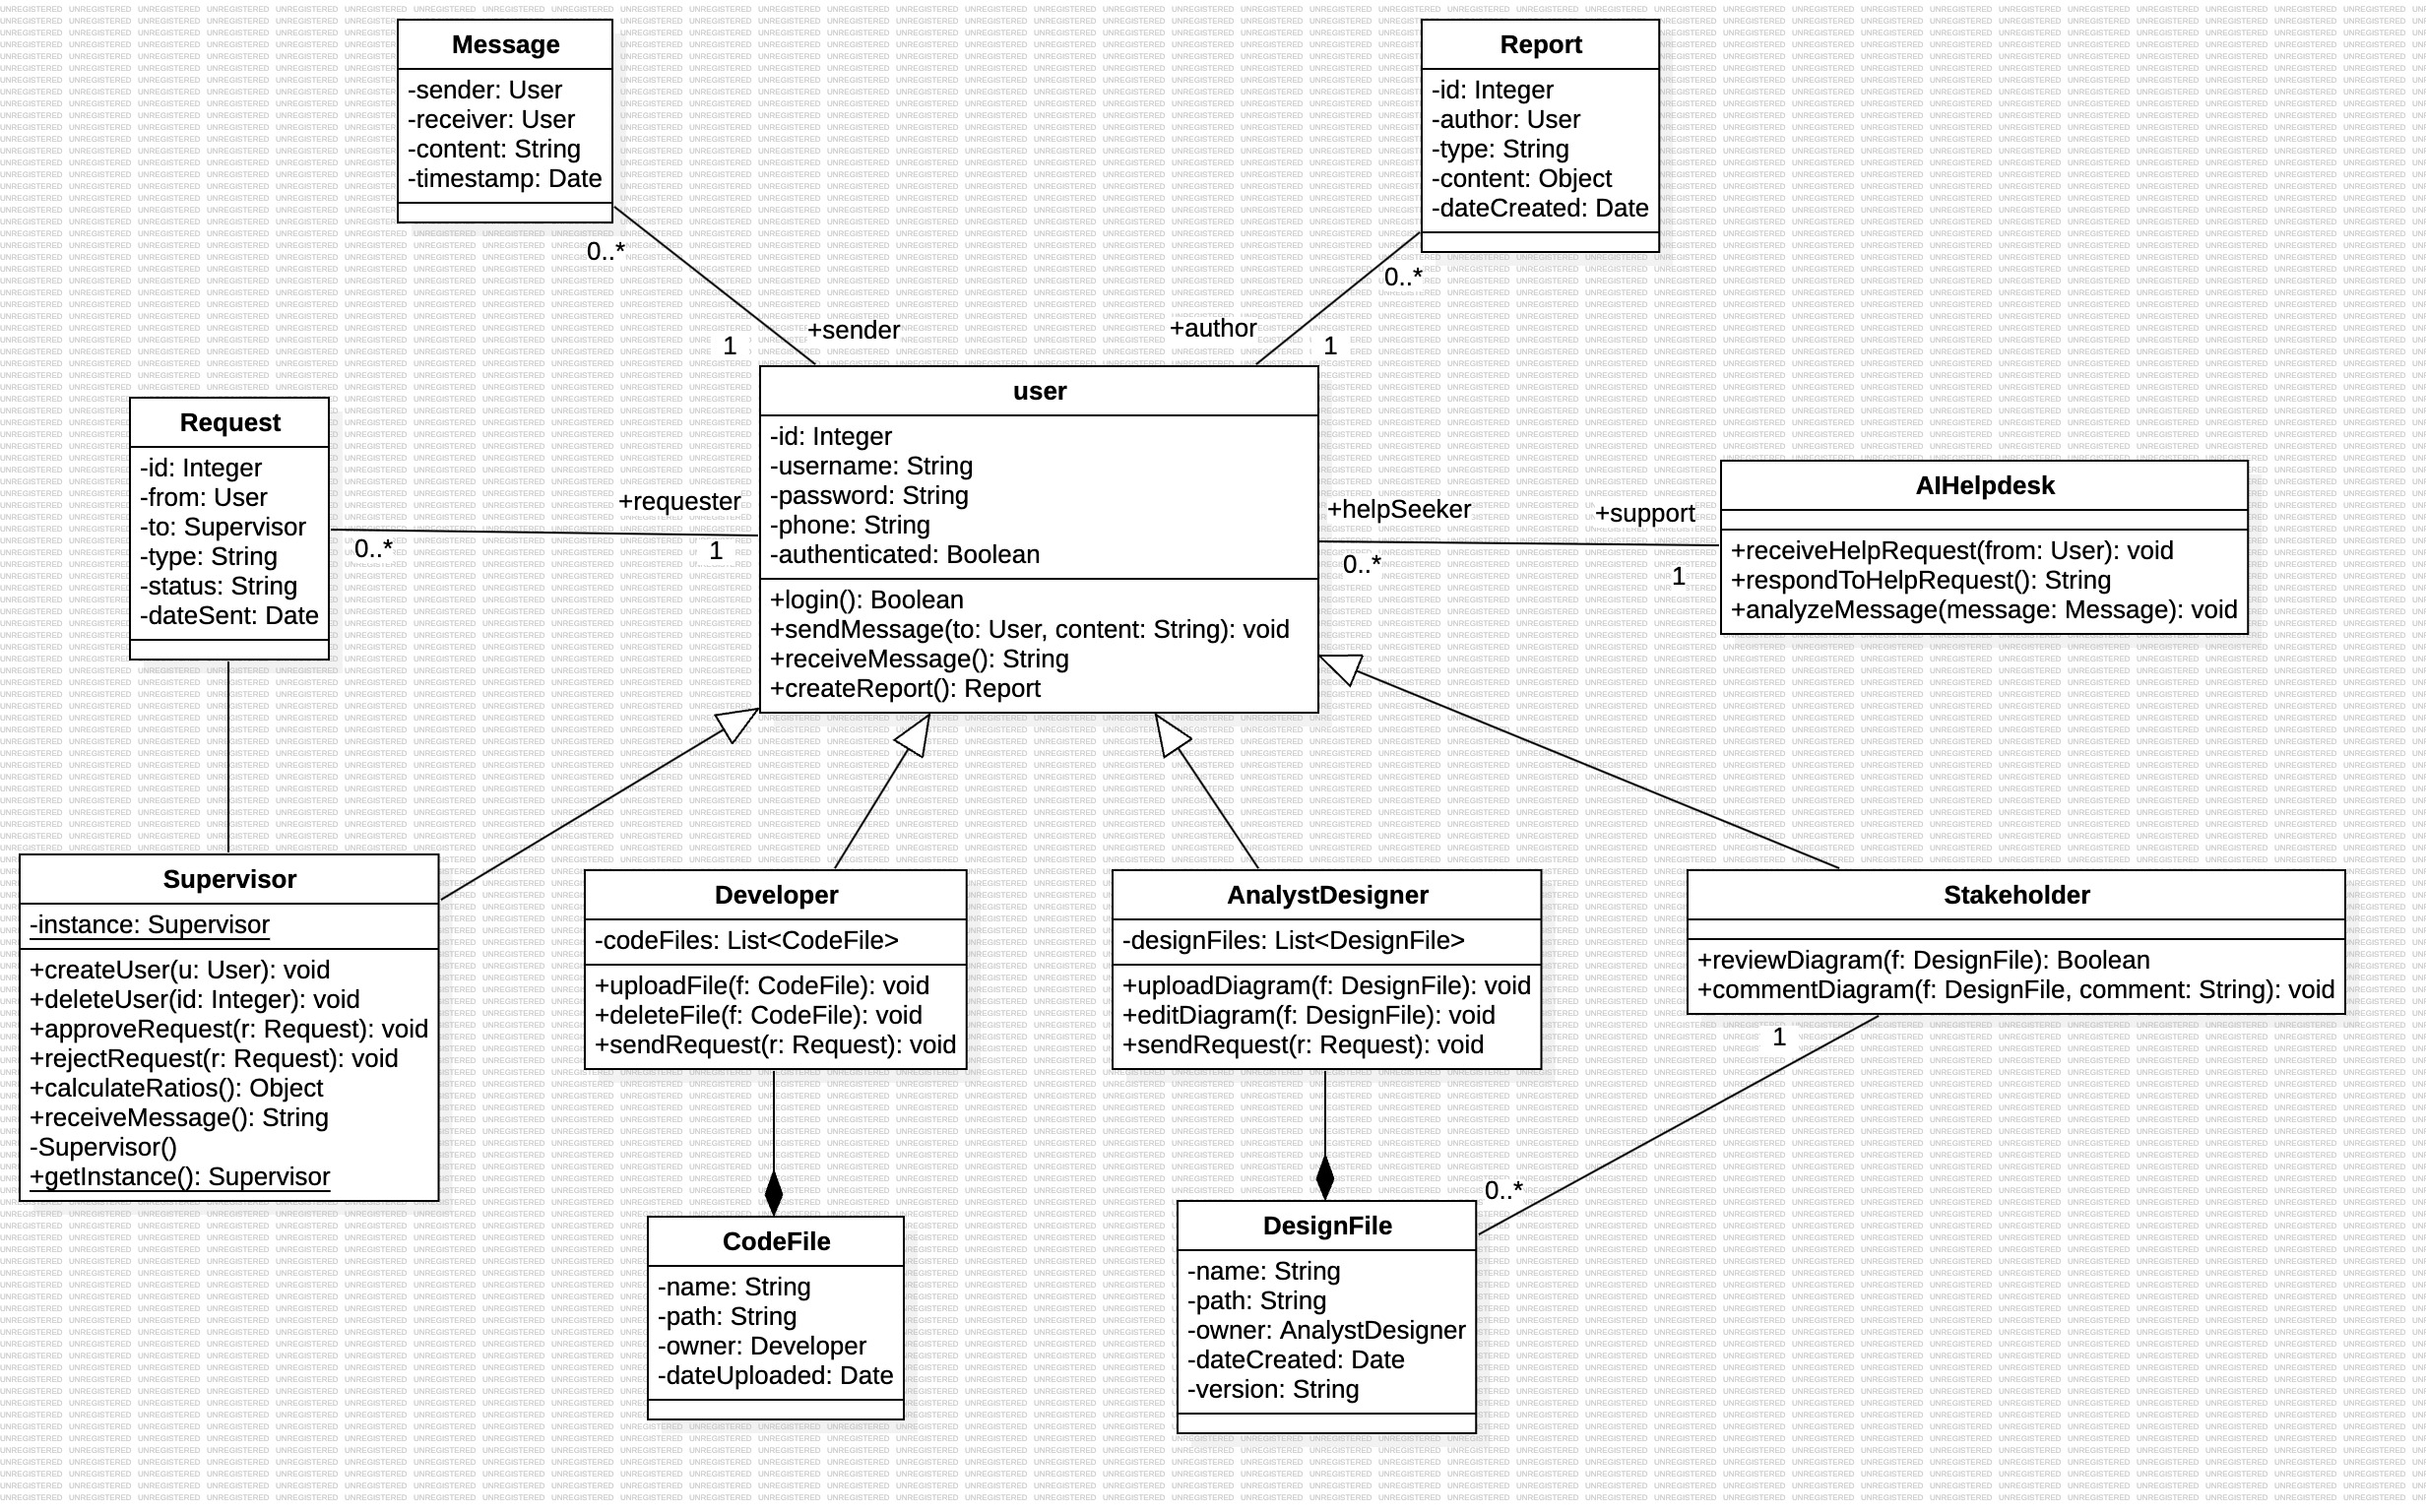 Message
-sender: User
-receiver: User
-content: String
-timestamp: Date
0..*
1
+sender
Report
-id: Integer
-author: User
-type: String
-content: Object
-dateCreated: Date
0..*
+author
1
Request
-id: Integer
-from: User
-to: Supervisor
-type: String
-status: String
-dateSent: Date
0..*
+requester
1
user
-id: Integer
-username: String
-password: String
-phone: String
-authenticated: Boolean
+login(): Boolean
+sendMessage(to: User, content: String): void
+receiveMessage(): String
+createReport(): Report
+helpSeeker
0..*
+support
1
AIHelpdesk
+receiveHelpRequest(from: User): void
+respondToHelpRequest(): String
+analyzeMessage(message: Message): void
Supervisor
-instance: Supervisor
+createUser(u: User): void
+deleteUser(id: Integer): void
+approveRequest(r: Request): void
+rejectRequest(r: Request): void
+calculateRatios(): Object
+receiveMessage(): String
-Supervisor()
+getInstance(): Supervisor
Developer
-codeFiles: List<CodeFile>
+uploadFile(f: CodeFile): void
+deleteFile(f: CodeFile): void
+sendRequest(r: Request): void
AnalystDesigner
-designFiles: List<DesignFile>
+uploadDiagram(f: DesignFile): void
+editDiagram(f: DesignFile): void
+sendRequest(r: Request): void
Stakeholder
+reviewDiagram(f: DesignFile): Boolean
+commentDiagram(f: DesignFile, comment: String): void
1
0..*
CodeFile
-name: String
-path: String
-owner: Developer
-dateUploaded: Date
DesignFile
-name: String
-path: String
-owner: AnalystDesigner
-dateCreated: Date
-version: String
UNREGISTERED